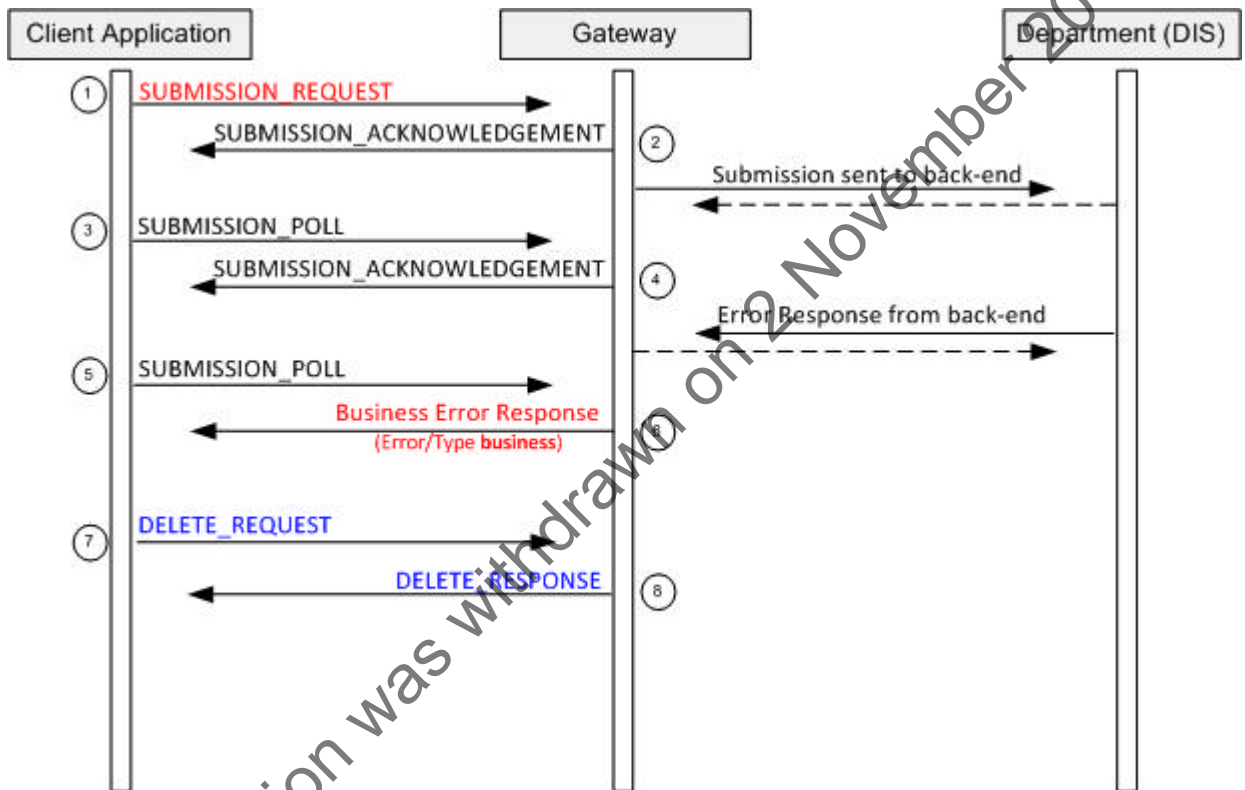 Client Application
Gateway
Department (DIS)
1
SUBMISSION_REQUEST
SUBMISSION_ACKNOWLEDGEMENT
2
Submission sent to back-end
3
SUBMISSION_POLL
SUBMISSION_ACKNOWLEDGEMENT
4
Error Response from back-end
5
SUBMISSION_POLL
Business Error Response
(Error/Type business)
7
DELETE_REQUEST
DELETE_RESPONSE
8
ion was withdrawn on 2 November 20